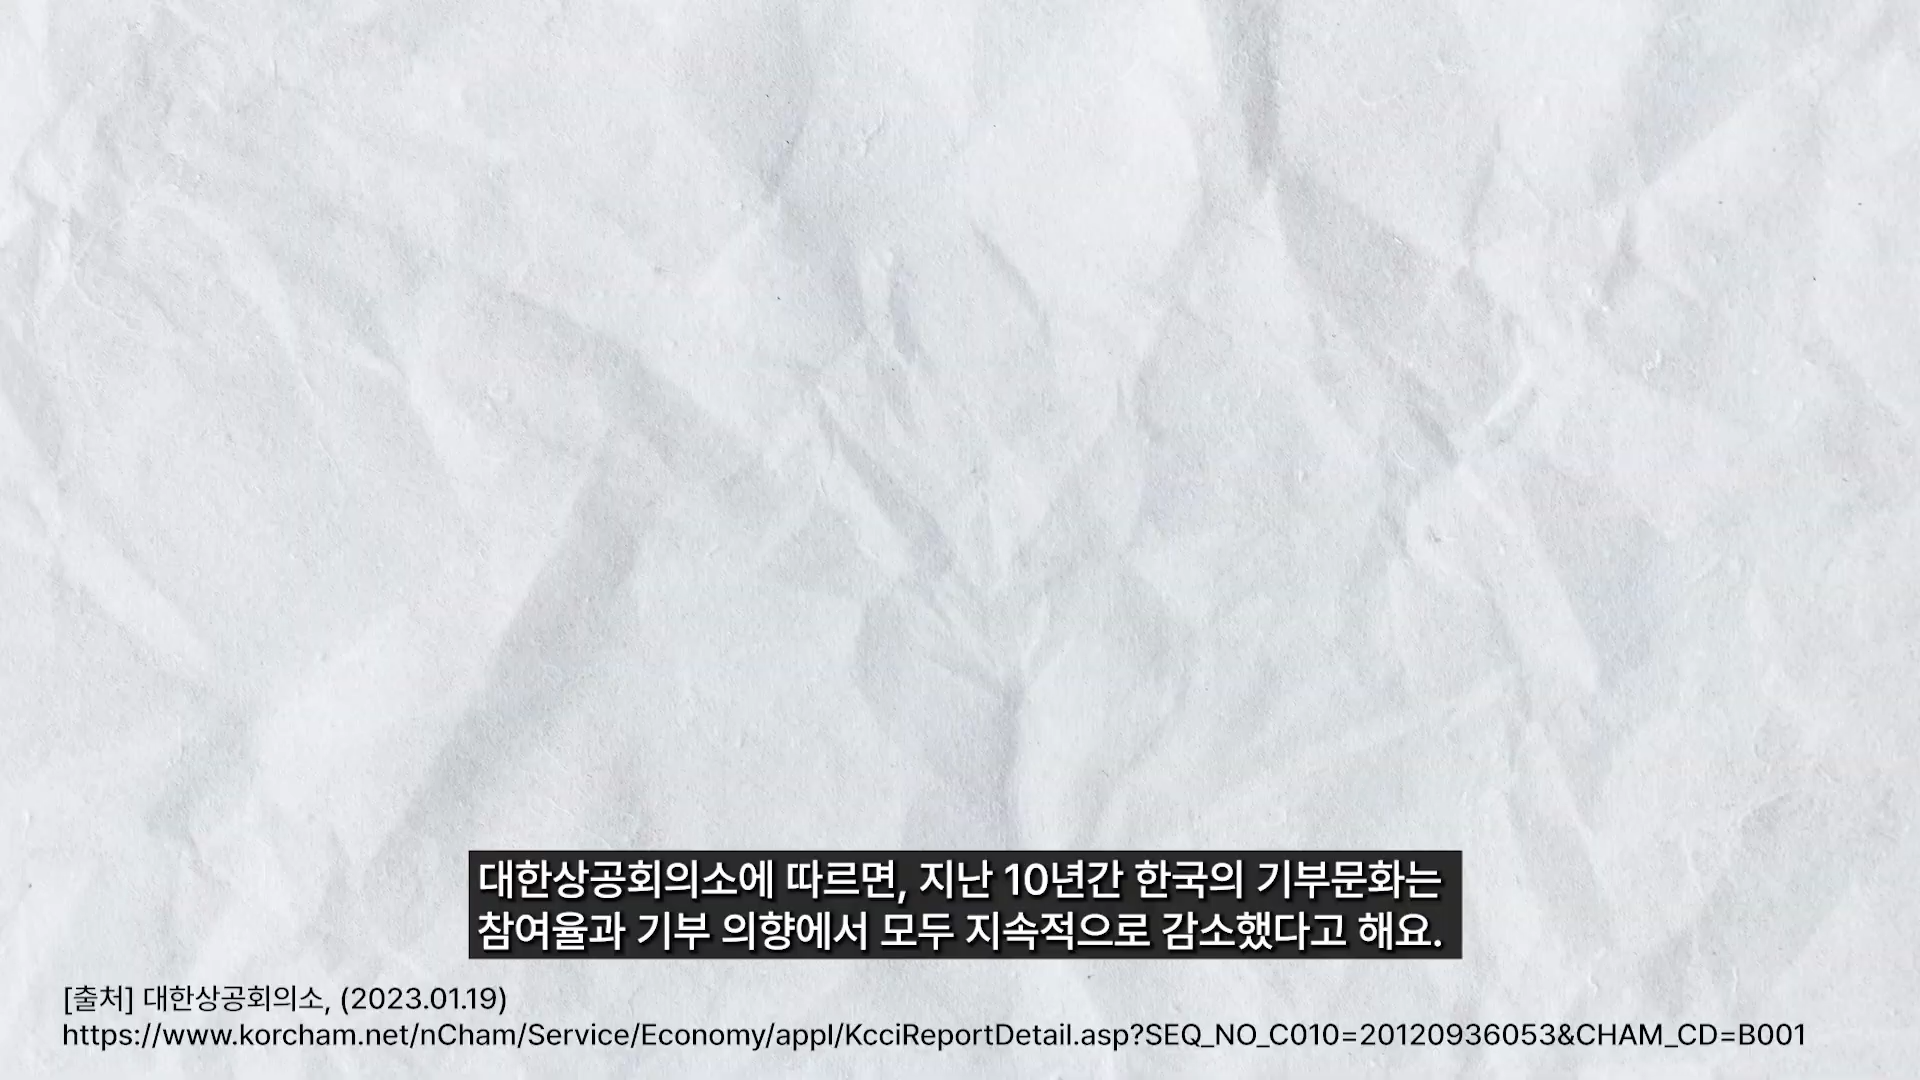 대한상공회의소에 따르면, 지난 10년간 한국의 기부문화는
참여율과 기부 의향에서 모두 지속적으로 감소했다고 해요.
[출처] 대한상공회의소, (2023.01.19)
https://www.korcham.net/nCham/Service/Economy/appl/KcciReportDetail.asp?SEQ_NO_C010=20120936053&CHAM_CD=B001